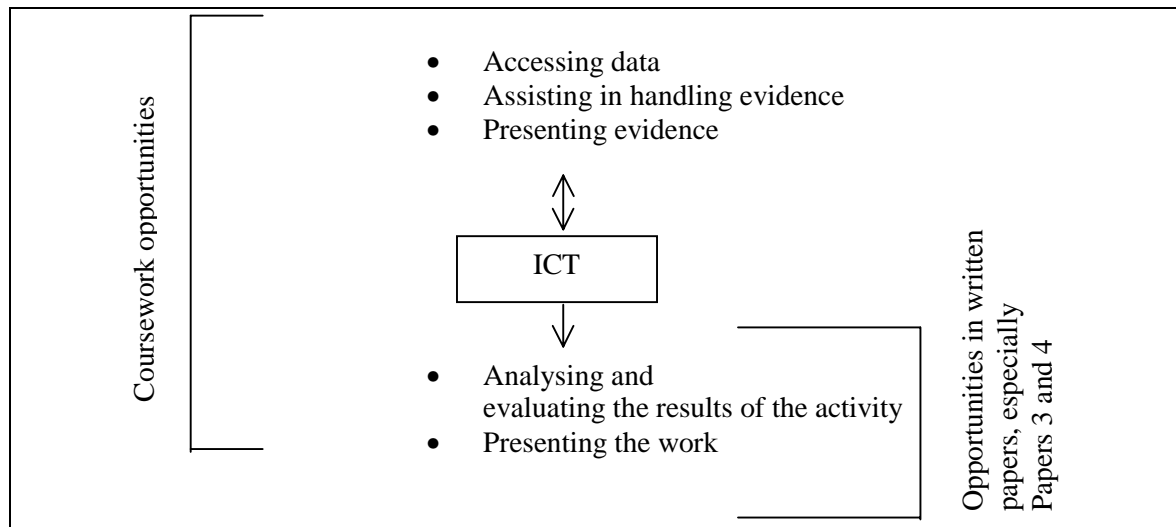 Coursework opportunities
• Accessing data
• Assisting in handling evidence
• Presenting evidence
ICT
• Analysing and
evaluating the results of the activity
• Presenting the work
Opportunities in written
papers, especially
Papers 3 and 4